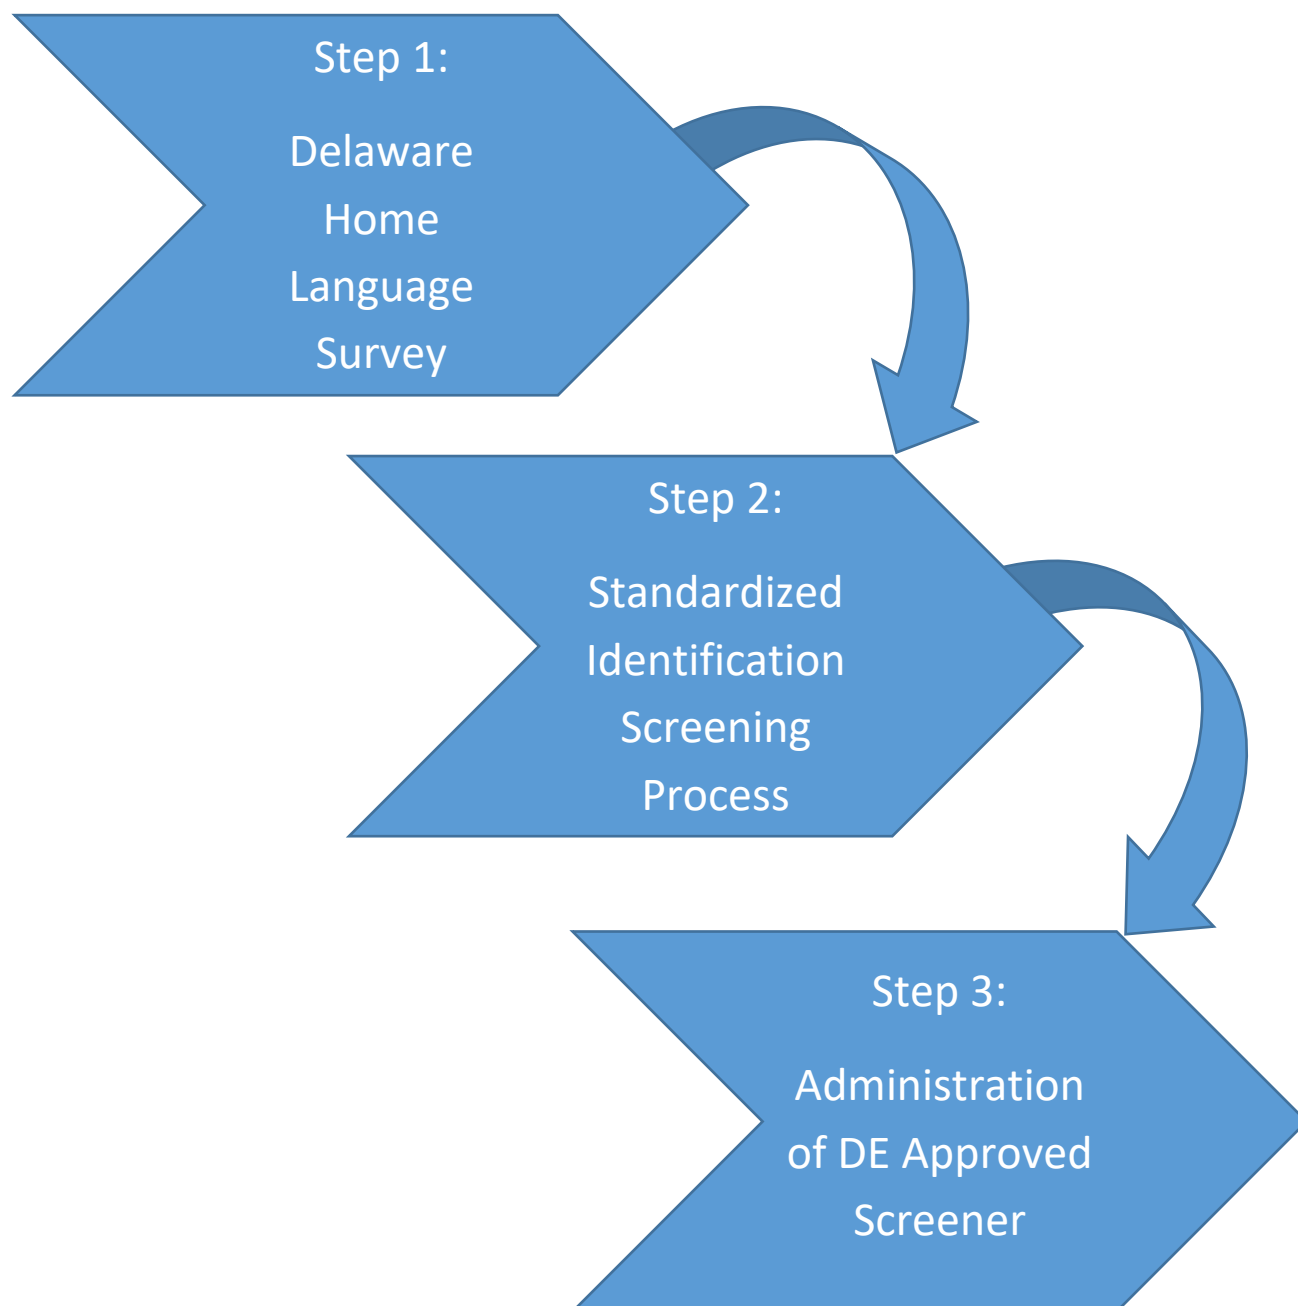 Step 1:
Delaware
Home
Language
Survey
Step 2:
Standardized
Identification
Screening
Process
Step 3:
Administration
of DE Approved
Screener